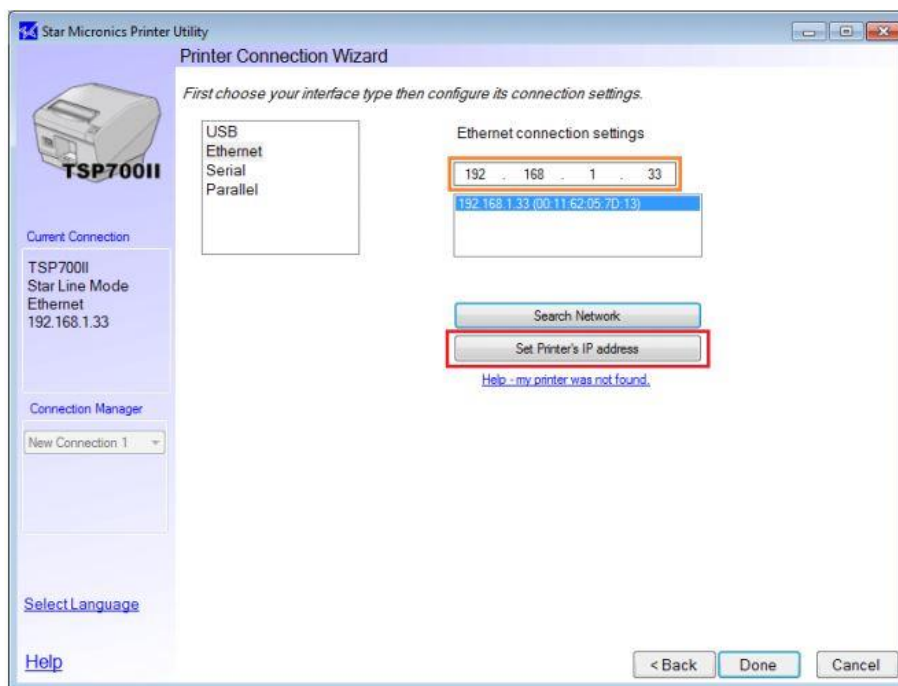 Star Micronics Printer Utility
Printer Connection Wizard
First choose your interface type then configure its connection settings.
TSP700II
USB
Ethernet
Serial
Parallel
Ethernet connection settings
192 . 168 . 1 . 33
192.168.1.33 (00:11:62:05:7D:13)
Current Connection
TSP700II
Star Line Mode
Ethernet
192.168.1.33
Search Network
Set Printer's IP address
Help - my printer was not found.
Connection Manager
New Connection 1
Select Language
Help
< Back
Done
Cancel